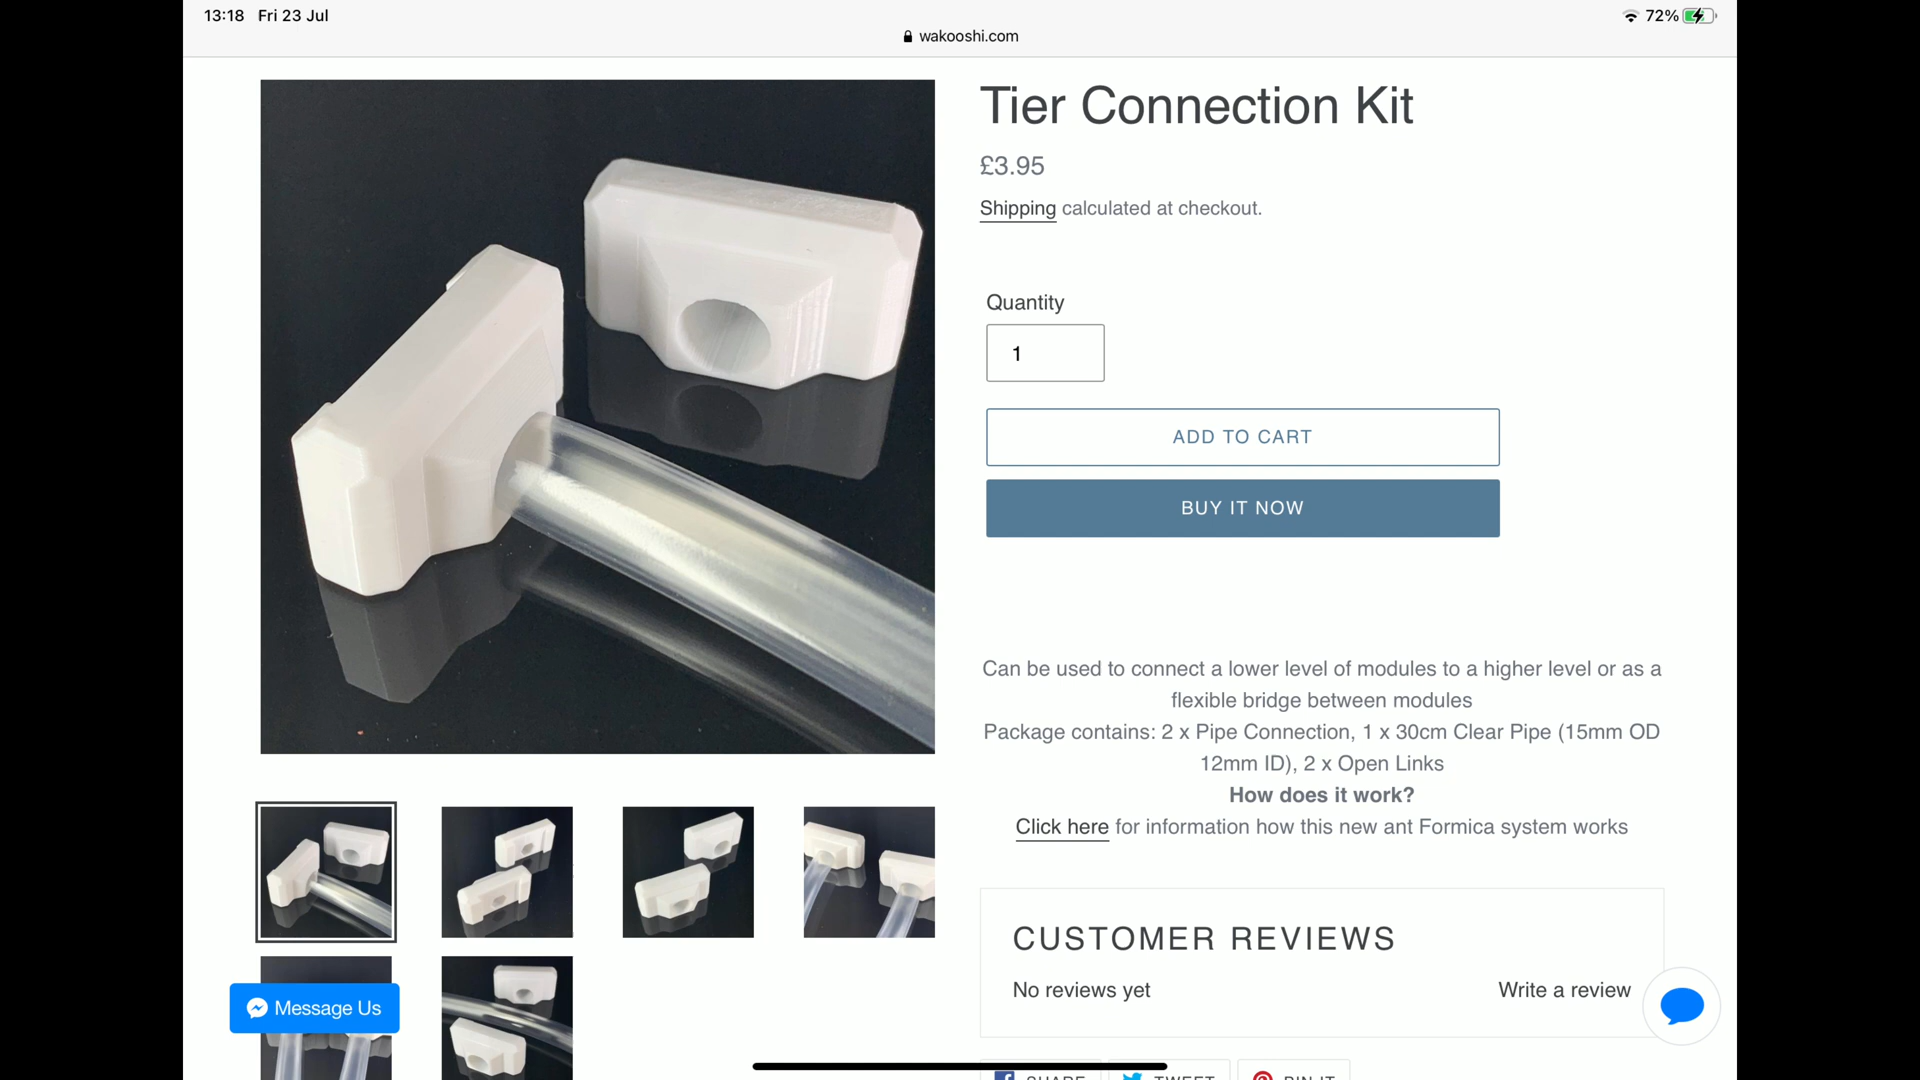 13:18 Fri 23 Jul
72%
wakooshi.com
Tier Connection Kit
£3.95
Shipping calculated at checkout.
Quantity
1
ADD TO CART
BUY IT NOW
Can be used to connect a lower level of modules to a higher level or as a
flexible bridge between modules
Package contains: 2 x Pipe Connection, 1 x 30cm Clear Pipe (15mm OD
12mm ID), 2 x Open Links
How does it work?
Click here for information how this new ant Formica system works
CUSTOMER REVIEWS
No reviews yet
Write a review
Message Us
SHARE
TWEET
PIN IT